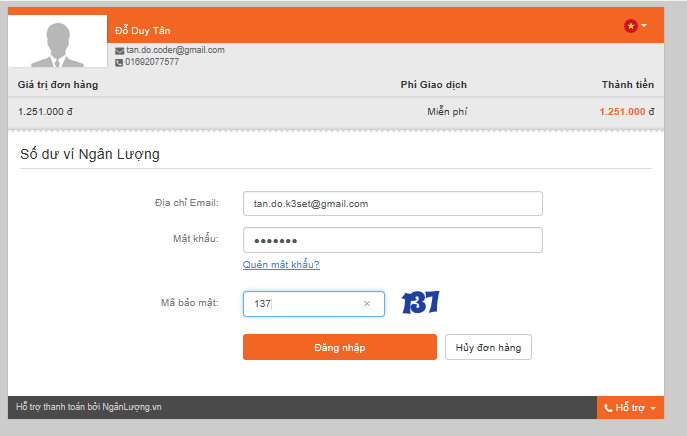 Đỗ Duy Tân
tan.do.coder@gmail.com
01692077577
Giá trị đơn hàng Phí Giao dịch Thành tiền
1.251.000 đ Miễn phí 1.251.000 đ
Số dư ví Ngân Lượng
Địa chỉ Email: tan.do.k3set@gmail.com
Mật khẩu: •••••••
Quên mật khẩu?
Mã bảo mật: 137 × 137
Đăng nhập Hủy đơn hàng
Hỗ trợ thanh toán bởi NgânLượng.vn Hỗ trợ